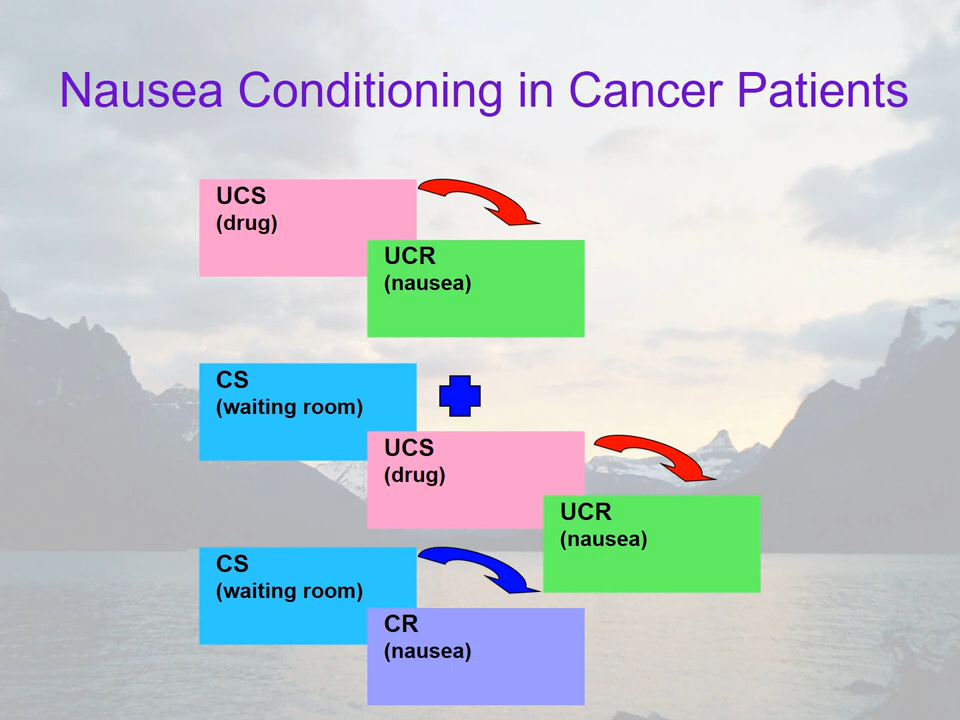 Nausea Conditioning in Cancer Patients
UCS
(drug)
UCR
(nausea)
CS
(waiting room)
UCS
(drug)
UCR
(nausea)
CS
(waiting room)
CR
(nausea)